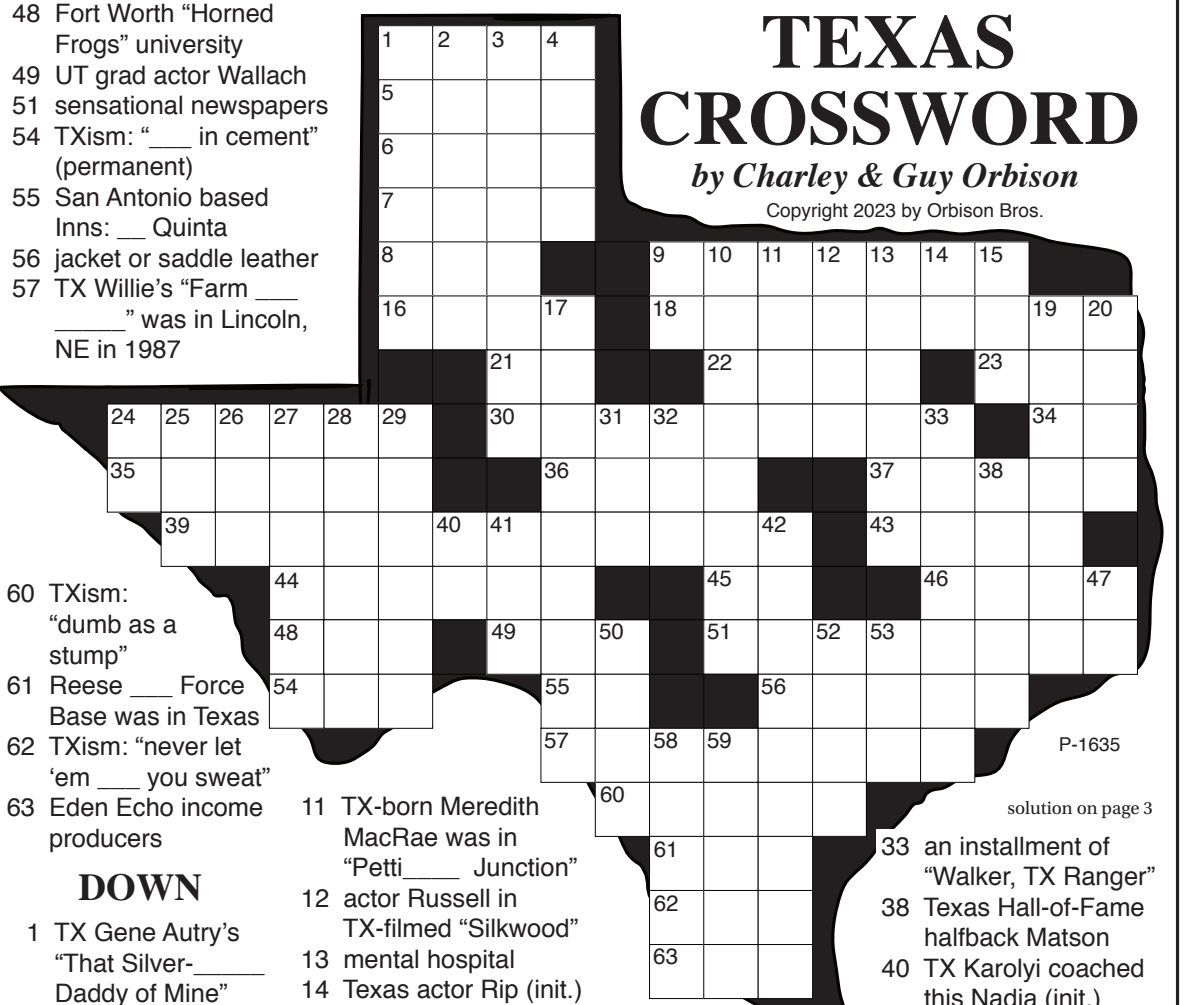 48 Fort Worth “Horned
Frogs” university
49 UT grad actor Wallach
51 sensational newspapers
54 TXism: “___ in cement”
(permanent)
55 San Antonio based
Inns: __ Quinta
56 jacket or saddle leather
57 TX Willie’s “Farm ___
_____” was in Lincoln,
NE in 1987
TEXAS
CROSSWORD
by Charley & Guy Orbison
Copyright 2023 by Orbison Bros.
1 2 3 4
5
6
7
8 9 10 11 12 13 14 15
16 17 18 19 20
21 22 23
24 25 26 27 28 29 30 31 32 33 34
35 36 37 38
39 40 41 42 43
44 45 46 47
48 49 50 51 52 53
54 55 56
57 58 59
60
61
62
63
P-1635
solution on page 3
60 TXism:
“dumb as a
stump”
61 Reese ___ Force
Base was in Texas
62 TXism: “never let
‘em ___ you sweat”
63 Eden Echo income
producers
DOWN
1 TX Gene Autry’s
“That Silver-_____
Daddy of Mine”
11 TX-born Meredith
MacRae was in
“Petti____ Junction”
12 actor Russell in
TX-filmed “Silkwood”
13 mental hospital
14 Texas actor Rip (init.)
33 an installment of
“Walker, TX Ranger”
38 Texas Hall-of-Fame
halfback Matson
40 TX Karolyi coached
this Nadia (init.)